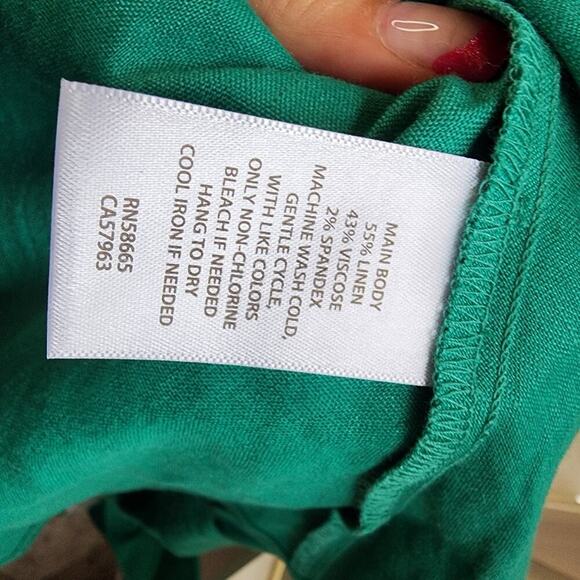 MAIN BODY
55% LINEN
43% VISCOSE
2% SPANDEX
MACHINE WASH COLD,
GENTLE CYCLE,
WITH LIKE COLORS
ONLY NON-CHLORINE
BLEACH IF NEEDED
HANG TO DRY
COOL IRON IF NEEDED
RN58665
CA57963